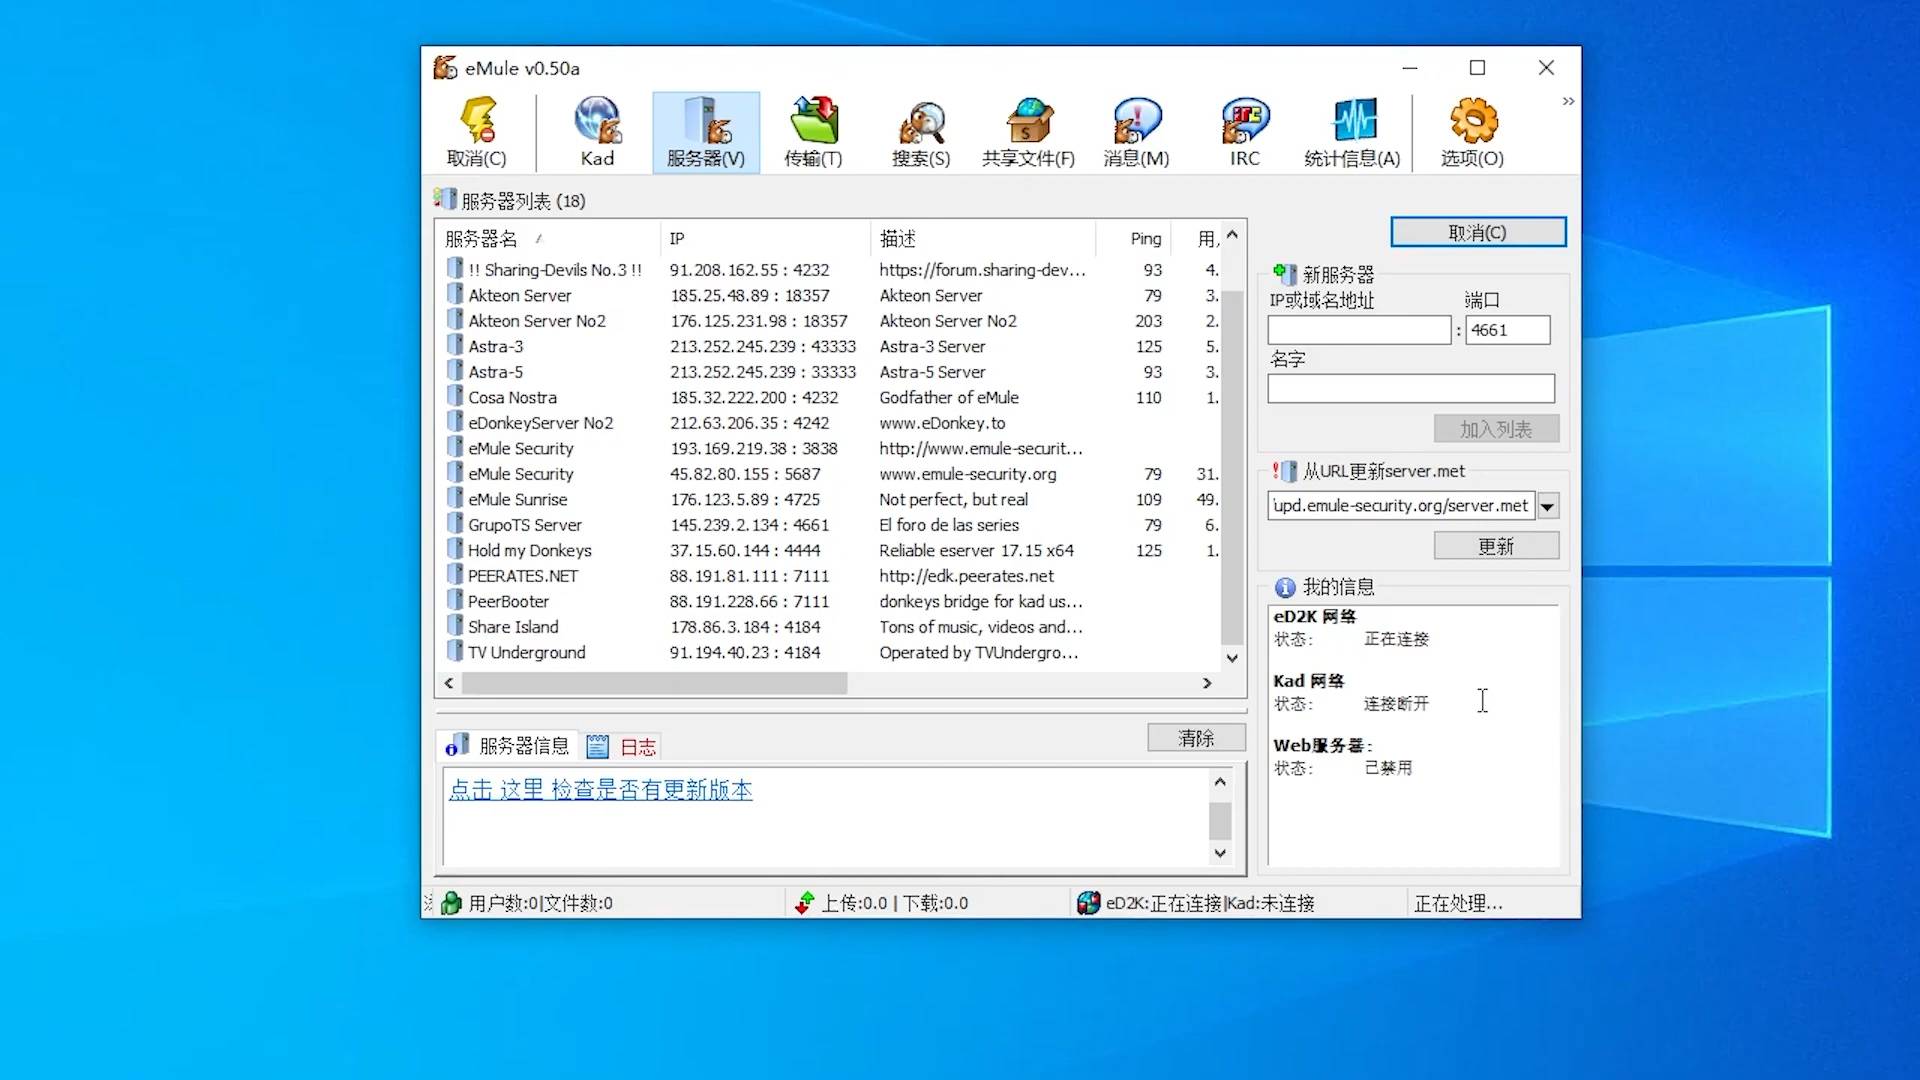 eMule v0.50a
取消(C)
Kad
服务器(V)
传输(T)
搜索(S)
共享文件(F)
消息(M)
IRC
统计信息(A)
选项(O)
服务器列表 (18)
服务器名 IP 描述 Ping 用
!! Sharing-Devils No.3 !! 91.208.162.55 : 4232 https://forum.sharing-dev... 93 4.
Akteon Server 185.25.48.89 : 18357 Akteon Server 79 3.
Akteon Server No2 176.125.231.98 : 18357 Akteon Server No2 203 2.
Astra-3 213.252.245.239 : 43333 Astra-3 Server 125 5.
Astra-5 213.252.245.239 : 33333 Astra-5 Server 93 3.
Cosa Nostra 185.32.222.200 : 4232 Godfather of eMule 110 1.
eDonkeyServer No2 212.63.206.35 : 4242 www.eDonkey.to
eMule Security 193.169.219.38 : 3838 http://www.emule-securit...
eMule Security 45.82.80.155 : 5687 www.emule-security.org 79 31.
eMule Sunrise 176.123.5.89 : 4725 Not perfect, but real 109 49.
GrupoTS Server 145.239.2.134 : 4661 El foro de las series 79 6.
Hold my Donkeys 37.15.60.144 : 4444 Reliable eserver 17.15 x64 125 1.
PEERATES.NET 88.191.81.111 : 7111 http://edk.peerates.net
PeerBooter 88.191.228.66 : 7111 donkeys bridge for kad us...
Share Island 178.86.3.184 : 4184 Tons of music, videos and...
TV Underground 91.194.40.23 : 4184 Operated by TVUndergro...
取消(C)
新服务器
IP或域名地址 端口
: 4661
名字
加入列表
从URL更新server.met
upd.emule-security.org/server.met
更新
我的信息
eD2K 网络
状态: 正在连接
Kad 网络
状态: 连接断开
Web服务器:
状态: 已禁用
服务器信息
日志
清除
点击 这里 检查是否有更新版本
用户数:0|文件数:0
上传:0.0 | 下载:0.0
eD2K:正在连接|Kad:未连接
正在处理...